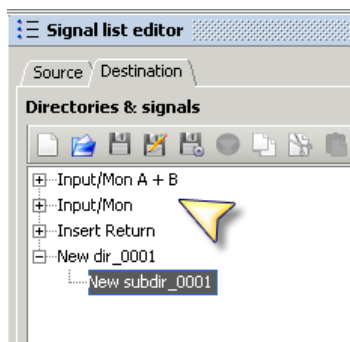 Signal list editor
Source Destination
Directories & signals
Input/Mon A + B
Input/Mon
Insert Return
New dir_0001
New subdir_0001